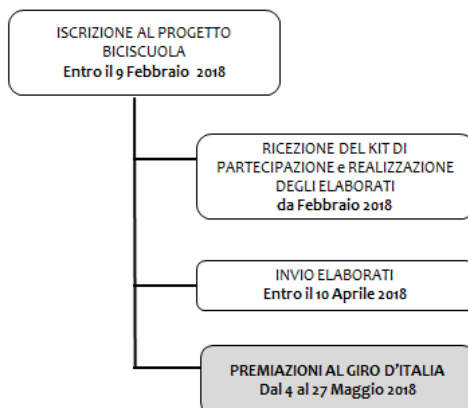 ISCRIZIONE AL PROGETTO
BICISCUOLA
Entro il 9 Febbraio 2018
RICEZIONE DEL KIT DI
PARTECIPAZIONE e REALIZZAZIONE
DEGLI ELABORATI
da Febbraio 2018
INVIO ELABORATI
Entro il 10 Aprile 2018
PREMIAZIONI AL GIRO D'ITALIA
Dal 4 al 27 Maggio 2018